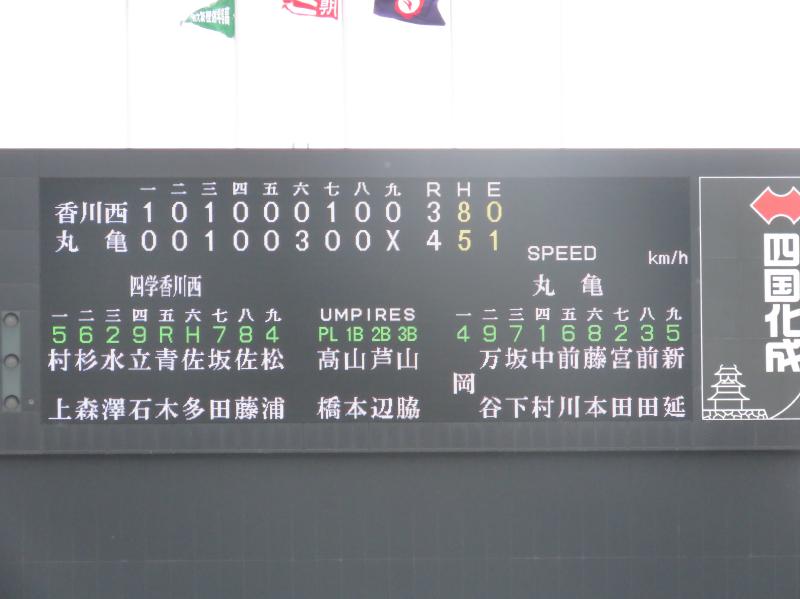 一 二 三 四 五 六 七 八 九 R H E
香川西 1 0 1 0 0 0 1 0 0 3 8 0
丸 亀 0 0 1 0 0 3 0 0 X 4 5 1
SPEED km/h
四学香川西
一 二 三 四 五 六 七 八 九
5 6 2 9 R H 7 8 4
村 杉 水 立 青 佐 坂 佐 松
上 森 澤 石 木 多 田 藤 浦
UMPIRES
PL 1B 2B 3B
高 山 芦 山
橋 本 辺 脇
丸 亀
一 二 三 四 五 六 七 八 九
4 9 7 1 6 8 2 3 5
岡 万 坂 中 前 藤 宮 前 新
谷 下 村 川 本 田 田 延
四国化成